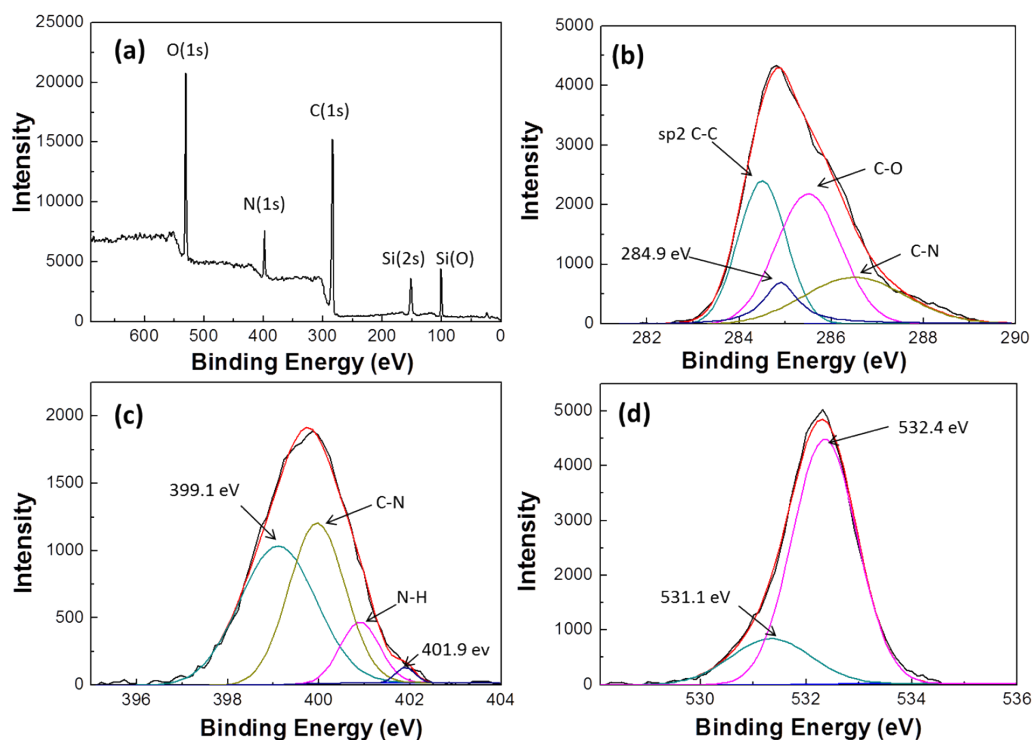 (a)
25000
20000
15000
10000
5000
0
O(1s)
N(1s)
C(1s)
Si(2s)
Si(O)
Intensity
600 500 400 300 200 100 0
Binding Energy (eV)
(b)
5000
4000
3000
2000
1000
0
sp2 C-C
C-O
284.9 eV
C-N
Intensity
282 284 286 288 290
Binding Energy (eV)
(c)
2000
1500
1000
500
0
399.1 eV
C-N
N-H
401.9 ev
Intensity
396 398 400 402 404
Binding Energy (eV)
(d)
5000
4000
3000
2000
1000
0
532.4 eV
531.1 eV
Intensity
530 532 534 536
Binding Energy (eV)